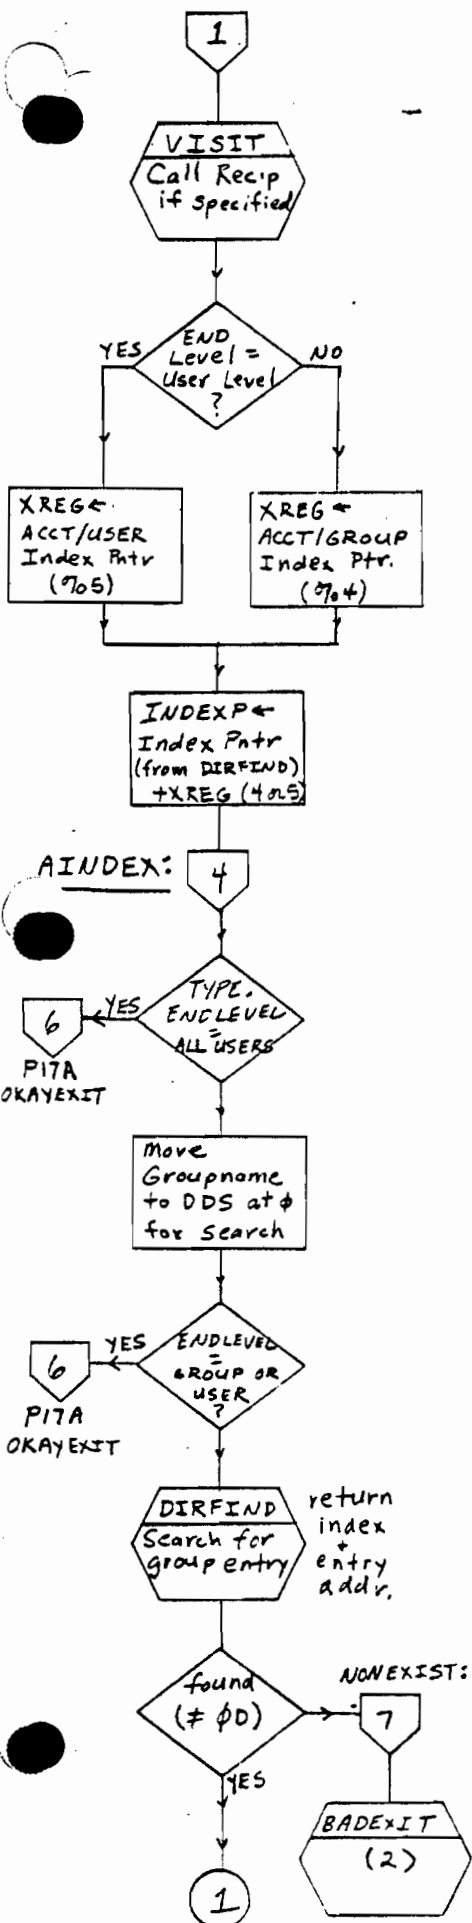 1
VISIT
Call Recip
if specified
END
Level =
User Level
?
YES
NO
XREG←
ACCT/USER
Index Pntr
(%5)
XREG←
ACCT/GROUP
Index Ptr.
(%4)
INDEXP←
Index Pntr
(from DIRFIND)
+XREG (4 or 5)
AINDEX:
4
TYPE.
ENDLEVEL
=
ALL USERS
YES
6
P17A
OKAYEXIT
Move
Groupname
to DDS at ϕ
for search
ENDLEVEL
=
GROUP OR
USER
?
YES
6
P17A
OKAYEXIT
DIRFIND
Search for
group entry
return
index
+
entry
addr.
found
(≠ ϕD)
NONEXIST:
7
YES
BADEXIT
(2)
1